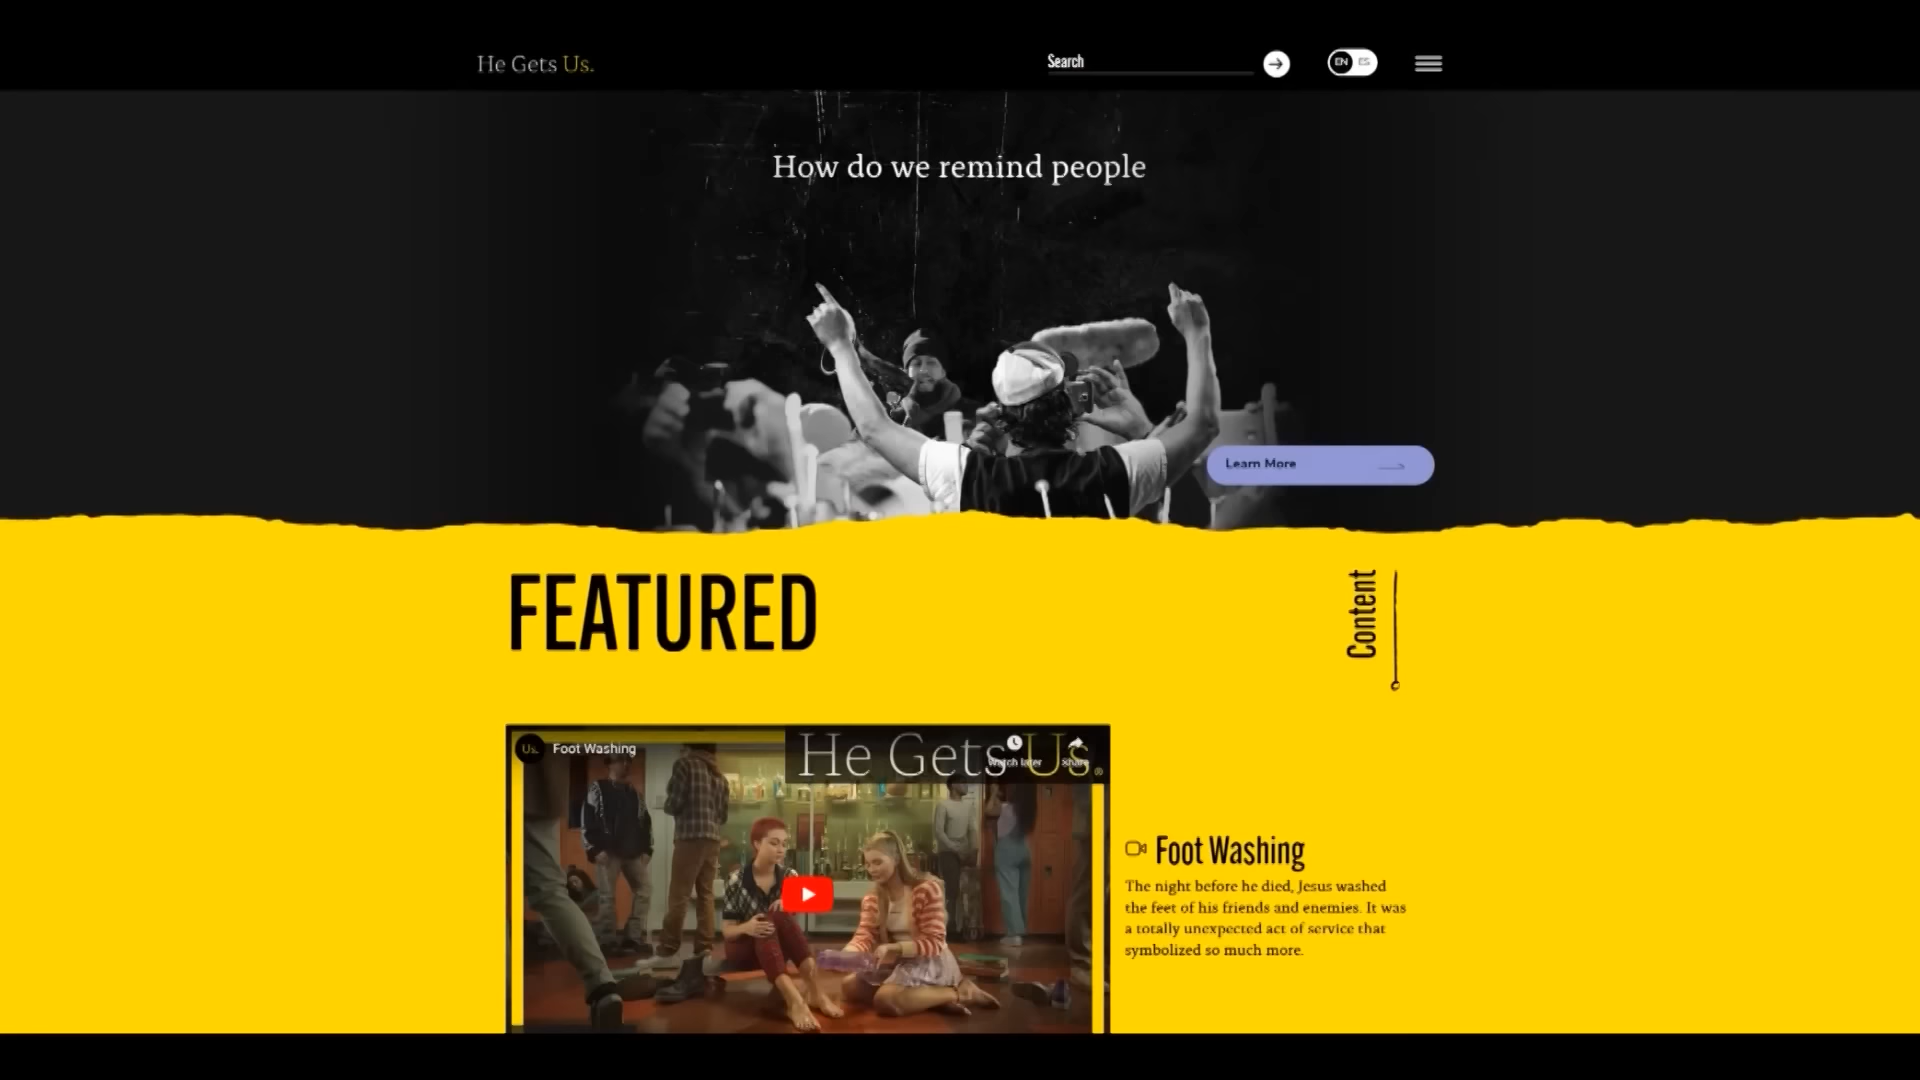 He Gets Us.
Search
EN ES
How do we remind people
Learn More
FEATURED
Content
Us. Foot Washing
He Gets Us.®
Watch later Share
Foot Washing
The night before he died, Jesus washed
the feet of his friends and enemies. It was
a totally unexpected act of service that
symbolized so much more.